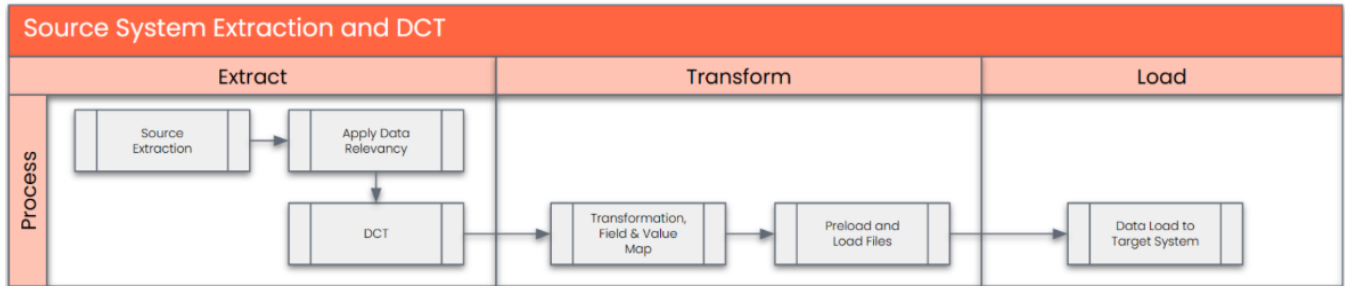 Source System Extraction and DCT
Extract
Transform
Load
Process
Source
Extraction
Apply Data
Relevancy
DCT
Transformation,
Field & Value
Map
Preload and
Load Files
Data Load to
Target System